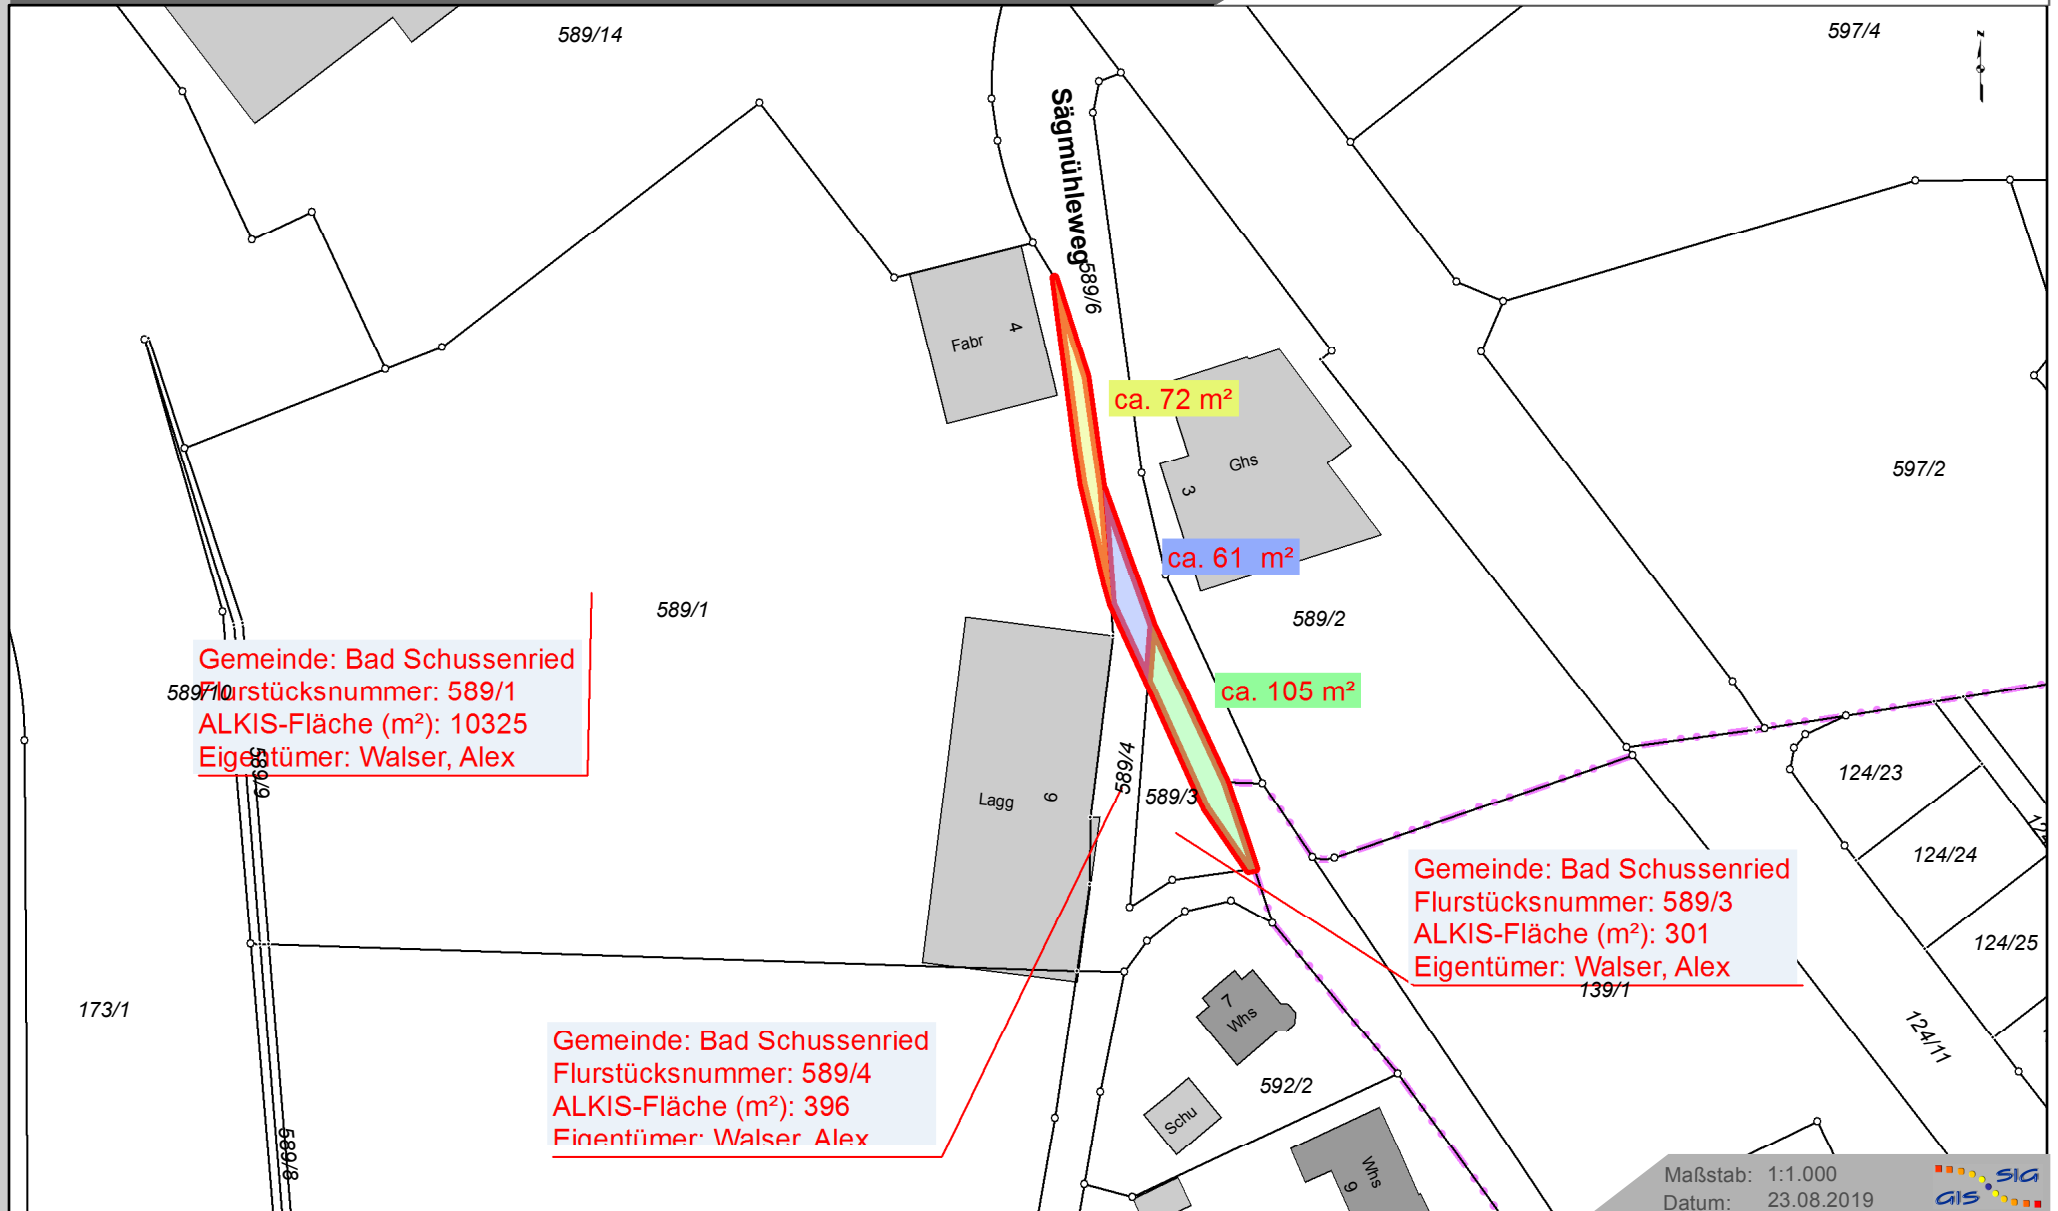 589/14
597/4
N
Sägmühleweg
589/6
Fabr
4
ca. 72 m²
Ghs
3
597/2
ca. 61 m²
589/1
589/2
Gemeinde: Bad Schussenried
Flurstücksnummer: 589/1
ALKIS-Fläche (m²): 10325
Eigentümer: Walser, Alex
589/10
589/9
ca. 105 m²
589/4
589/3
Lagg
6
124/23
124/24
124/25
Gemeinde: Bad Schussenried
Flurstücksnummer: 589/3
ALKIS-Fläche (m²): 301
Eigentümer: Walser, Alex
139/1
173/1
7
Whs
124/11
Gemeinde: Bad Schussenried
Flurstücksnummer: 589/4
ALKIS-Fläche (m²): 396
Eigentümer: Walser, Alex
592/2
Schu
589/8
Whs
9
Maßstab: 1:1.000
Datum: 23.08.2019
SIG
GIS